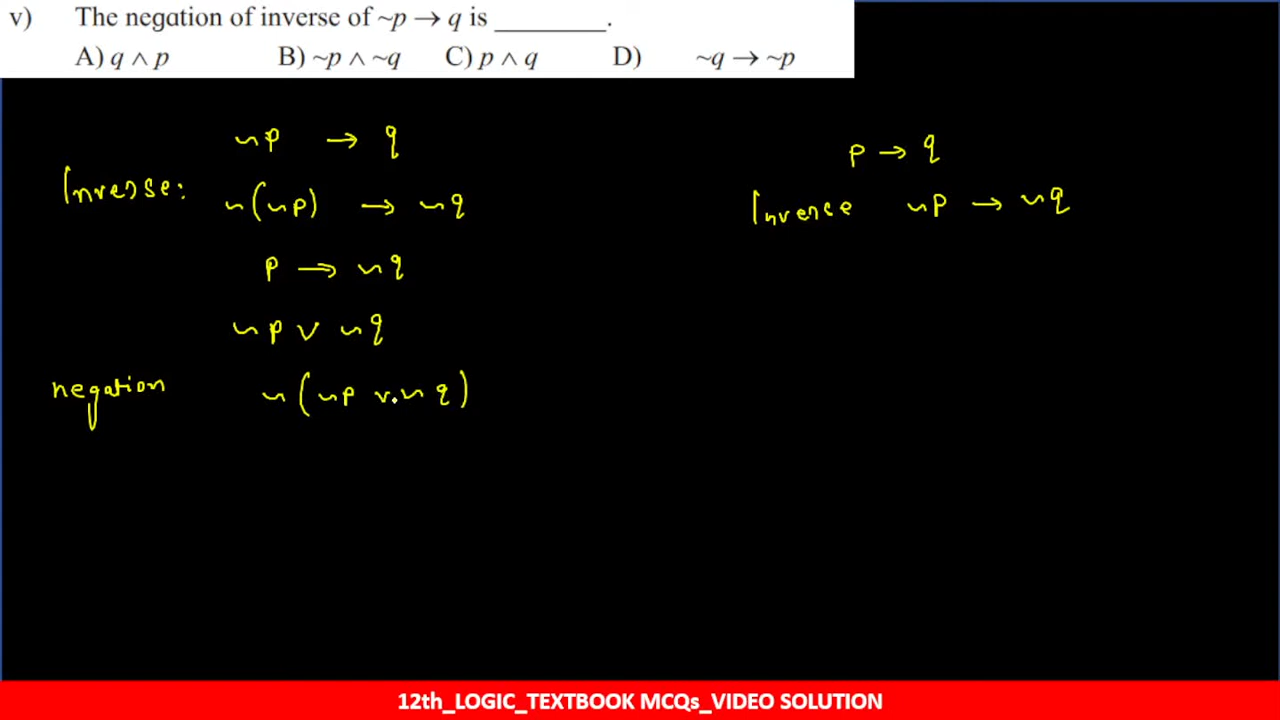 v) The negation of inverse of ~p → q is ________.
A) q ∧ p B) ~p ∧ ~q C) p ∧ q D) ~q → ~p
~p → q
Inverse: ~(~p) → ~q
p → ~q
~p ∨ ~q
negation ~(~p ∨ ~q)
p → q
Inverse ~p → ~q
12th_LOGIC_TEXTBOOK MCQs_VIDEO SOLUTION